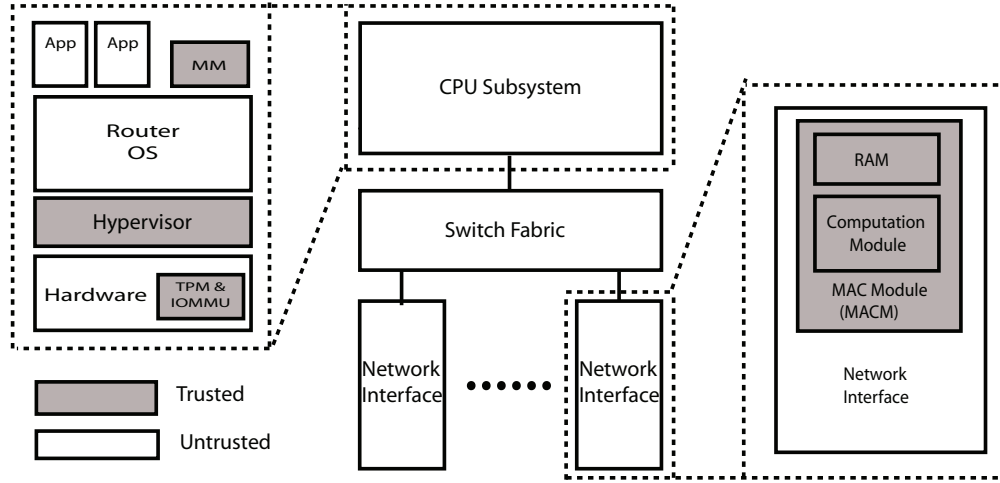 App
App
MM
Router
OS
Hypervisor
Hardware
TPM &
IOMMU
Trusted
Untrusted
CPU Subsystem
Switch Fabric
Network
Interface
Network
Interface
RAM
Computation
Module
MAC Module
(MACM)
Network
Interface